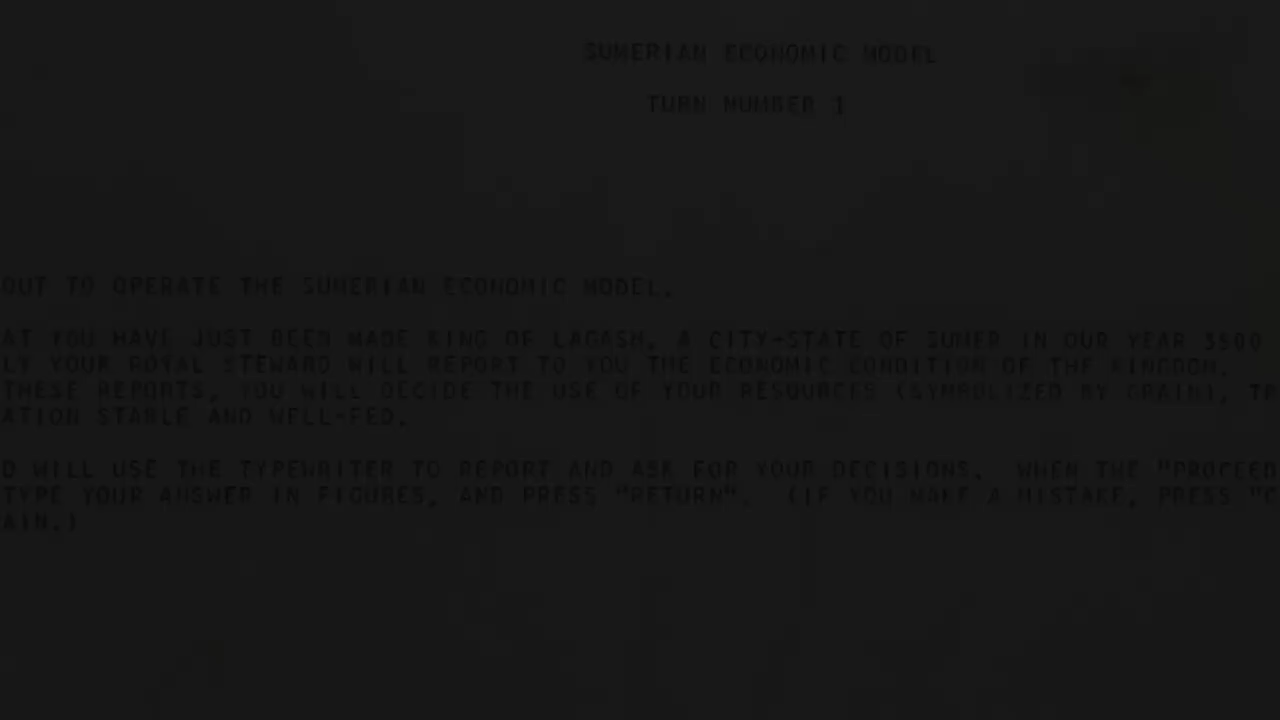 SUMERIAN ECONOMIC MODEL
TURN NUMBER 1
OUT TO OPERATE THE SUMERIAN ECONOMIC MODEL.
AT YOU HAVE JUST BEEN MADE KING OF LAGASH, A CITY-STATE OF SUMER IN OUR YEAR 3500
LY YOUR ROYAL STEWARD WILL REPORT TO YOU THE ECONOMIC CONDITION OF THE KINGDOM.
THESE REPORTS, YOU WILL DECIDE THE USE OF YOUR RESOURCES (SYMBOLIZED BY GRAIN),
ATION STABLE AND WELL-FED.
D WILL USE THE TYPEWRITER TO REPORT AND ASK FOR YOUR DECISIONS. WHEN THE "PROCEED
TYPE YOUR ANSWER IN FIGURES, AND PRESS "RETURN". (IF YOU MAKE A MISTAKE, PRESS "C
AIN.)